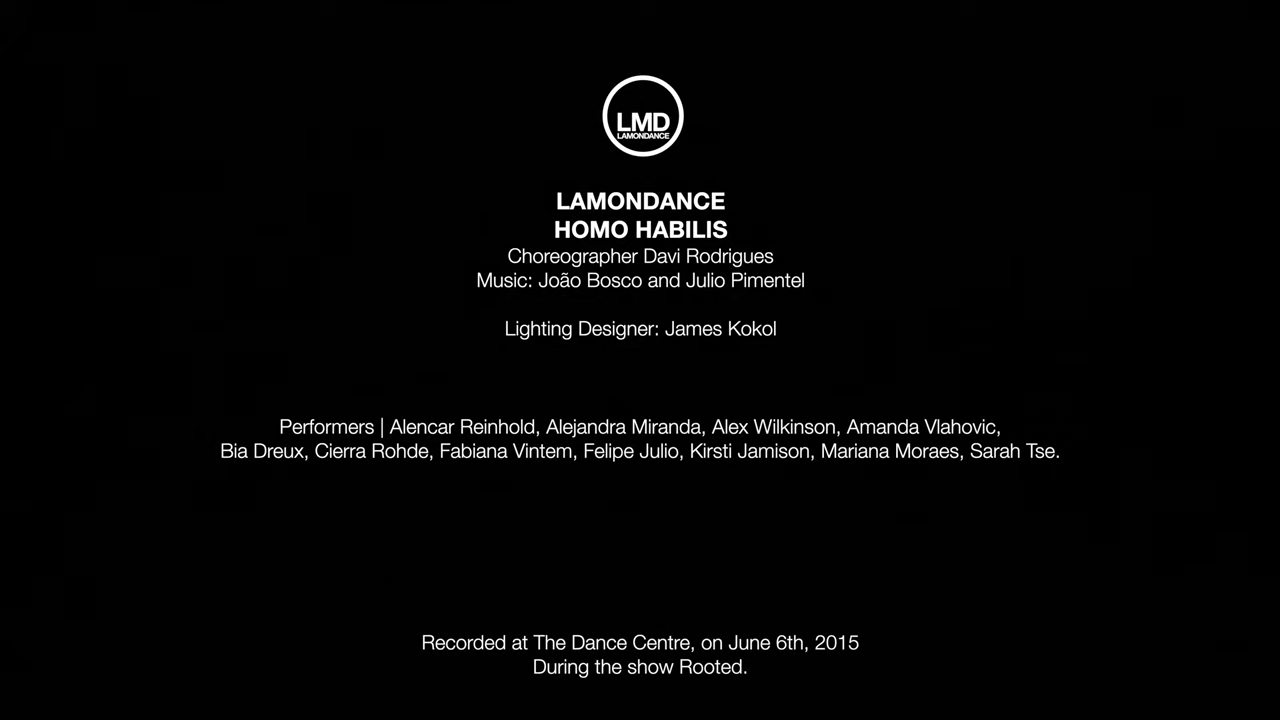 LMD
LAMONDANCE
LAMONDANCE
HOMO HABILIS
Choreographer Davi Rodrigues
Music: João Bosco and Julio Pimentel
Lighting Designer: James Kokol
Performers | Alencar Reinhold, Alejandra Miranda, Alex Wilkinson, Amanda Vlahovic,
Bia Dreux, Cierra Rohde, Fabiana Vintem, Felipe Julio, Kirsti Jamison, Mariana Moraes, Sarah Tse.
Recorded at The Dance Centre, on June 6th, 2015
During the show Rooted.